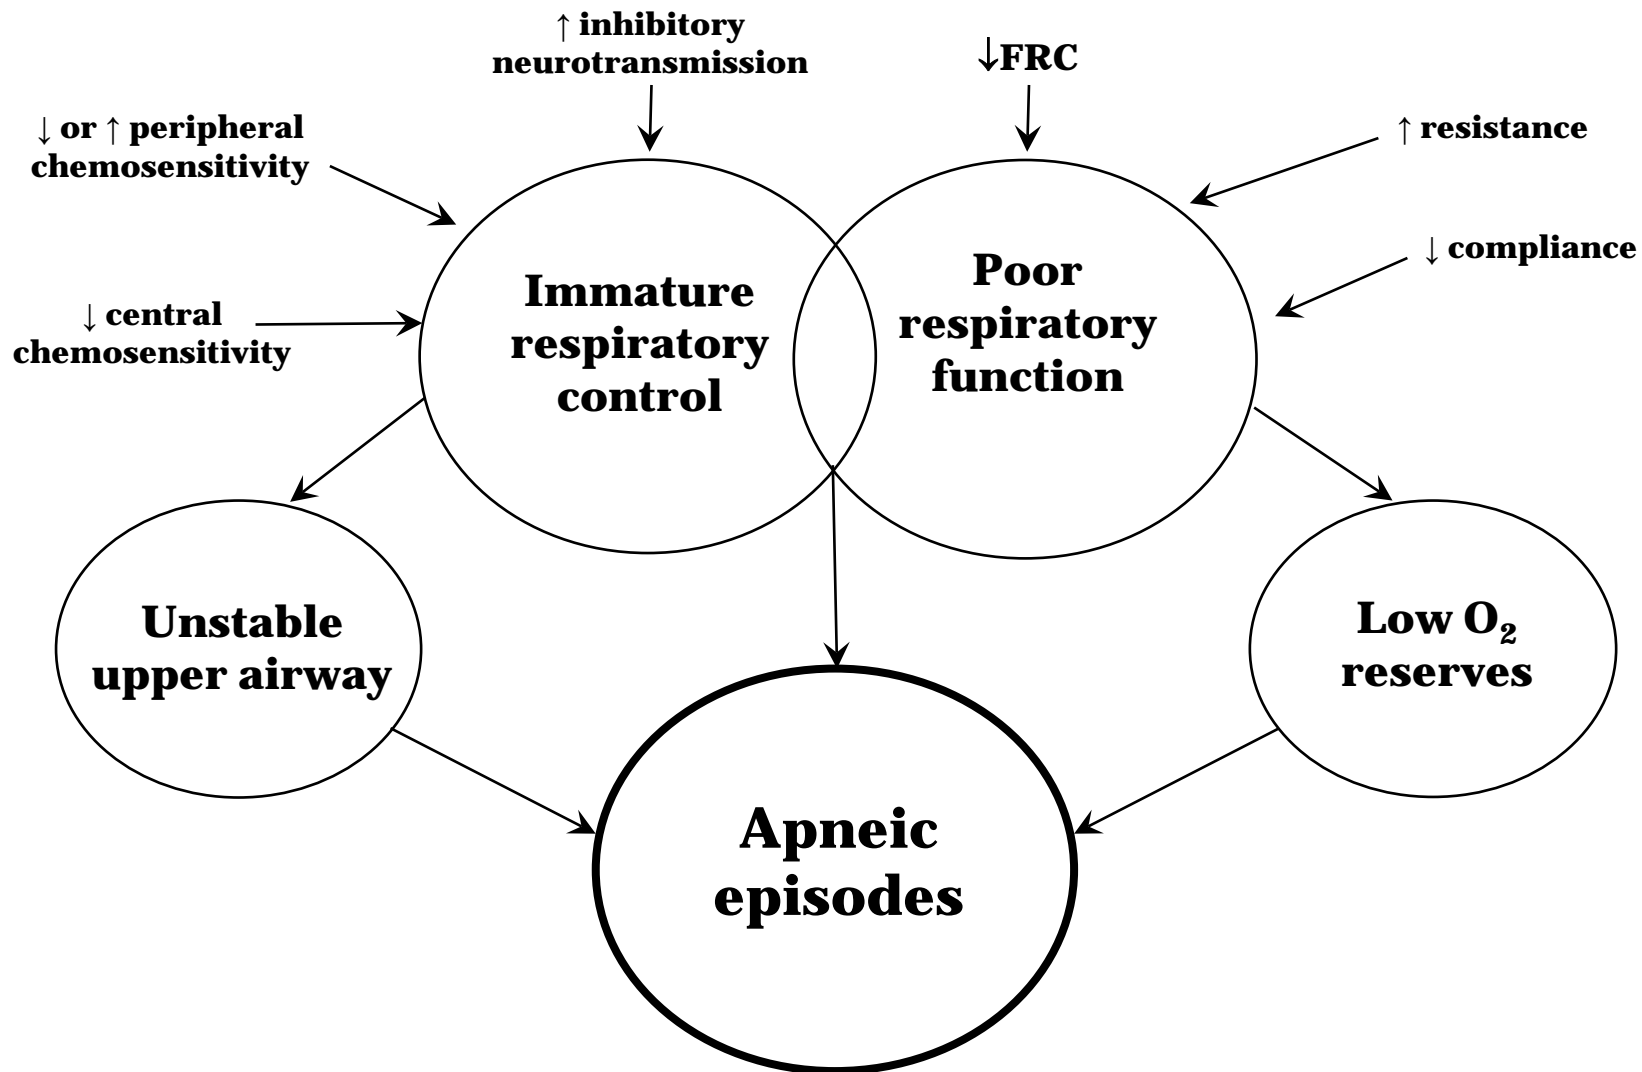 ↑ inhibitory
neurotransmission
↓FRC
↓ or ↑ peripheral
chemosensitivity
↑ resistance
↓ compliance
↓ central
chemosensitivity
Immature
respiratory
control
Poor
respiratory
function
Unstable
upper airway
Low O₂
reserves
Apneic
episodes